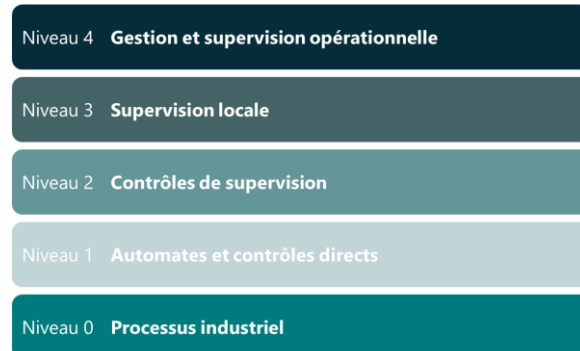 Niveau 4 Gestion et supervision opérationnelle
Niveau 3 Supervision locale
Niveau 2 Contrôles de supervision
Niveau 1 Automates et contrôles directs
Niveau 0 Processus industriel